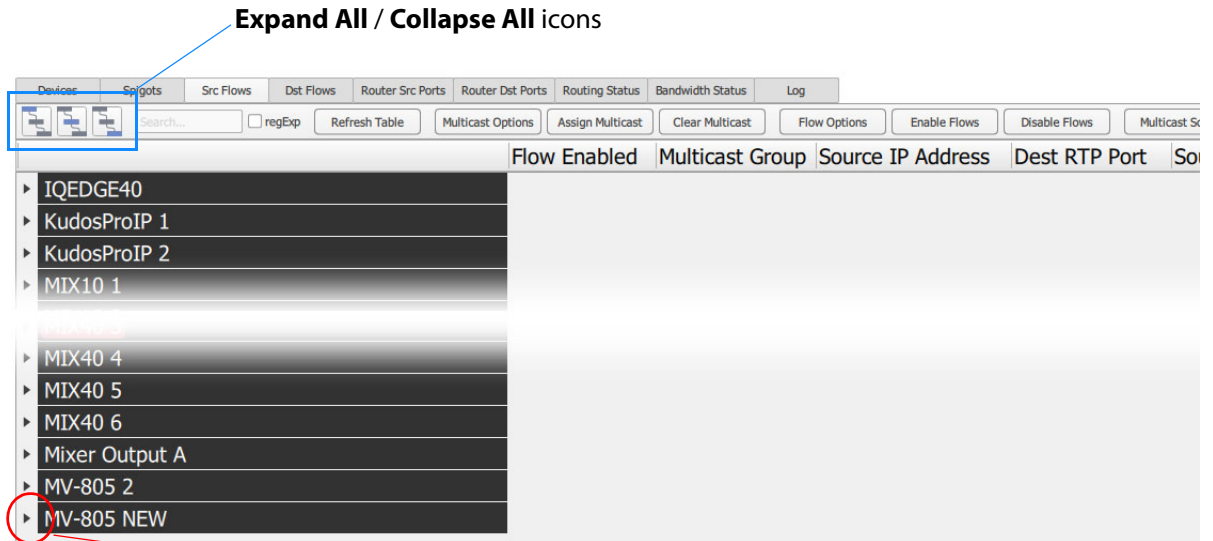 Expand All / Collapse All icons
Devices Spigots Src Flows Dst Flows Router Src Ports Router Dst Ports Routing Status Bandwidth Status Log
Search... regExp Refresh Table Multicast Options Assign Multicast Clear Multicast Flow Options Enable Flows Disable Flows Multicast
Flow Enabled Multicast Group Source IP Address Dest RTP Port
IQEDGE40
KudosProIP 1
KudosProIP 2
MIX10 1
MIX40 3
MIX40 4
MIX40 5
MIX40 6
Mixer Output A
MV-805 2
MV-805 NEW